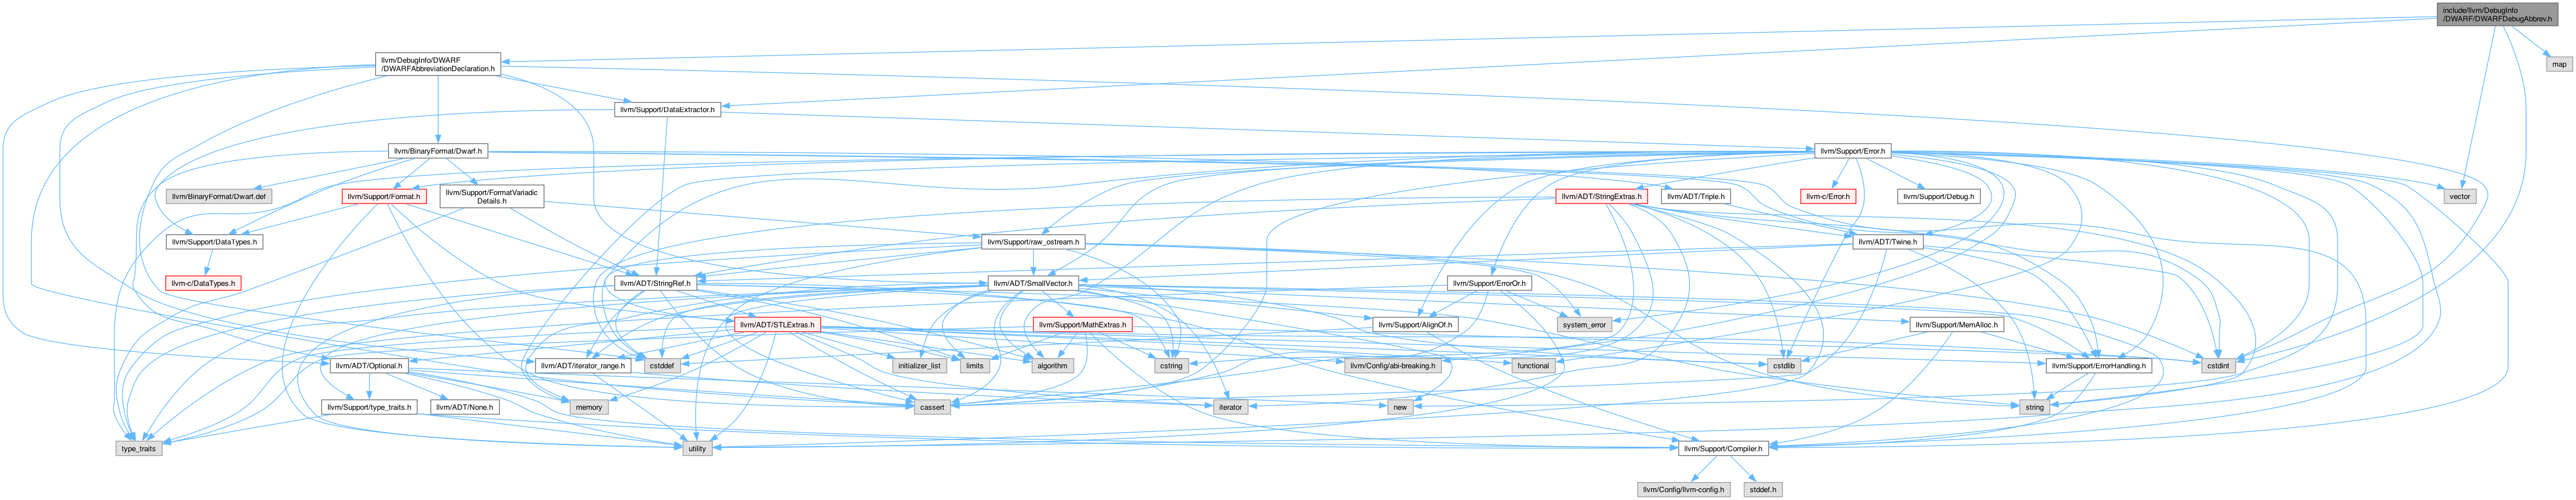 include/llvm/DebugInfo
/DWARF/DWARFDebugAbbrev.h
llvm/DebugInfo/DWARF
/DWARFAbbreviationDeclaration.h
map
llvm/Support/DataExtractor.h
llvm/BinaryFormat/Dwarf.h
llvm/Support/Error.h
llvm/BinaryFormat/Dwarf.def
llvm/Support/Format.h
llvm/Support/FormatVariadic
Details.h
llvm/ADT/StringExtras.h
llvm/ADT/Triple.h
llvm-c/Error.h
llvm/Support/Debug.h
vector
llvm/Support/DataTypes.h
llvm/Support/raw_ostream.h
llvm/ADT/Twine.h
llvm-c/DataTypes.h
llvm/ADT/StringRef.h
llvm/ADT/SmallVector.h
llvm/Support/ErrorOr.h
llvm/ADT/STLExtras.h
llvm/Support/MathExtras.h
llvm/Support/AlignOf.h
system_error
llvm/Support/MemAlloc.h
llvm/ADT/Optional.h
llvm/ADT/iterator_range.h
cstddef
initializer_list
limits
algorithm
cstring
llvm/Config/abi-breaking.h
functional
cstdlib
llvm/Support/ErrorHandling.h
cstdint
llvm/Support/type_traits.h
llvm/ADT/None.h
memory
cassert
iterator
new
string
type_traits
utility
llvm/Support/Compiler.h
llvm/Config/llvm-config.h
stddef.h